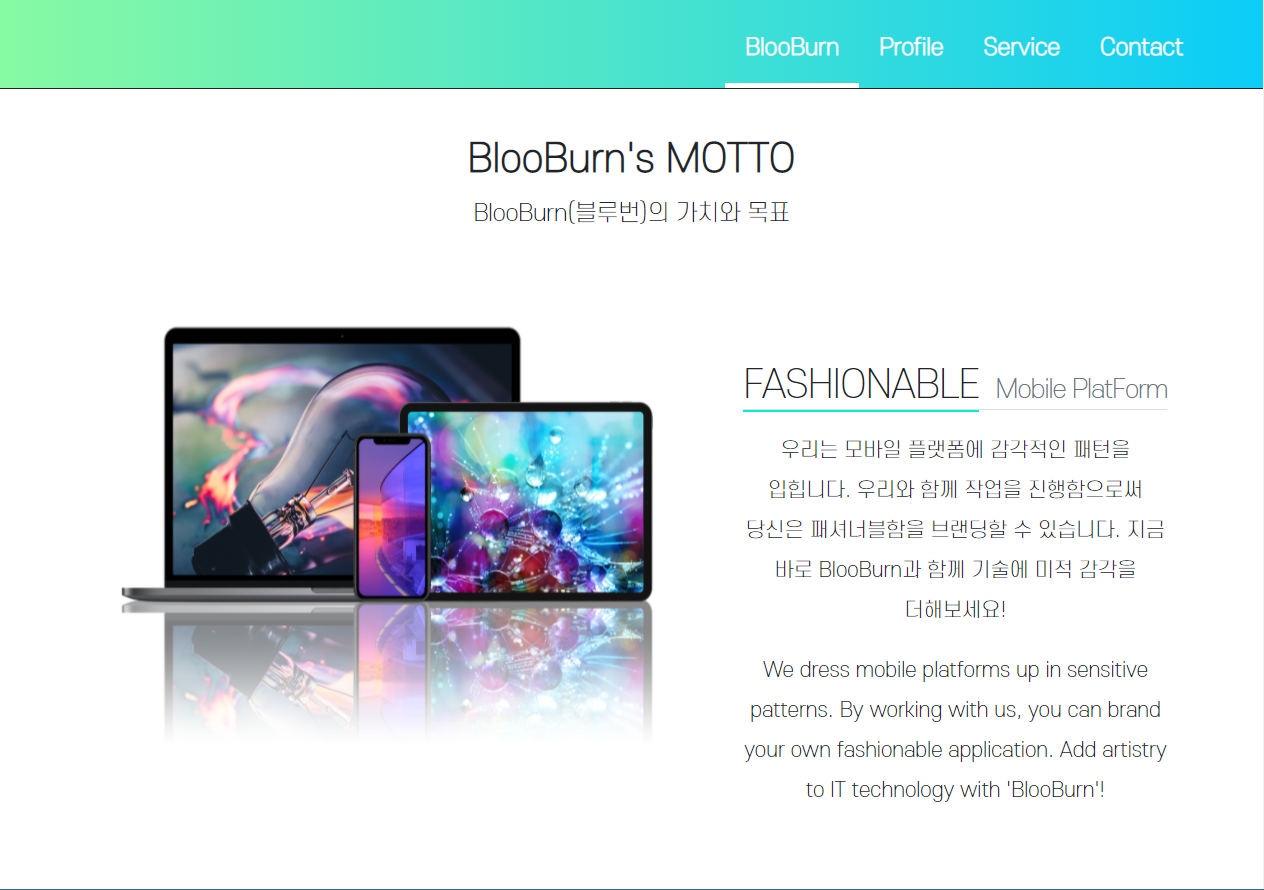 BlooBurn Profile Service Contact
BlooBurn's MOTTO
BlooBurn(블루번)의 가치와 목표
FASHIONABLE Mobile PlatForm
우리는 모바일 플랫폼에 감각적인 패턴을
입힙니다. 우리와 함께 작업을 진행함으로써
당신은 패셔너블함을 브랜딩할 수 있습니다. 지금
바로 BlooBurn과 함께 기술에 미적 감각을
더해보세요!
We dress mobile platforms up in sensitive
patterns. By working with us, you can brand
your own fashionable application. Add artistry
to IT technology with 'BlooBurn'!